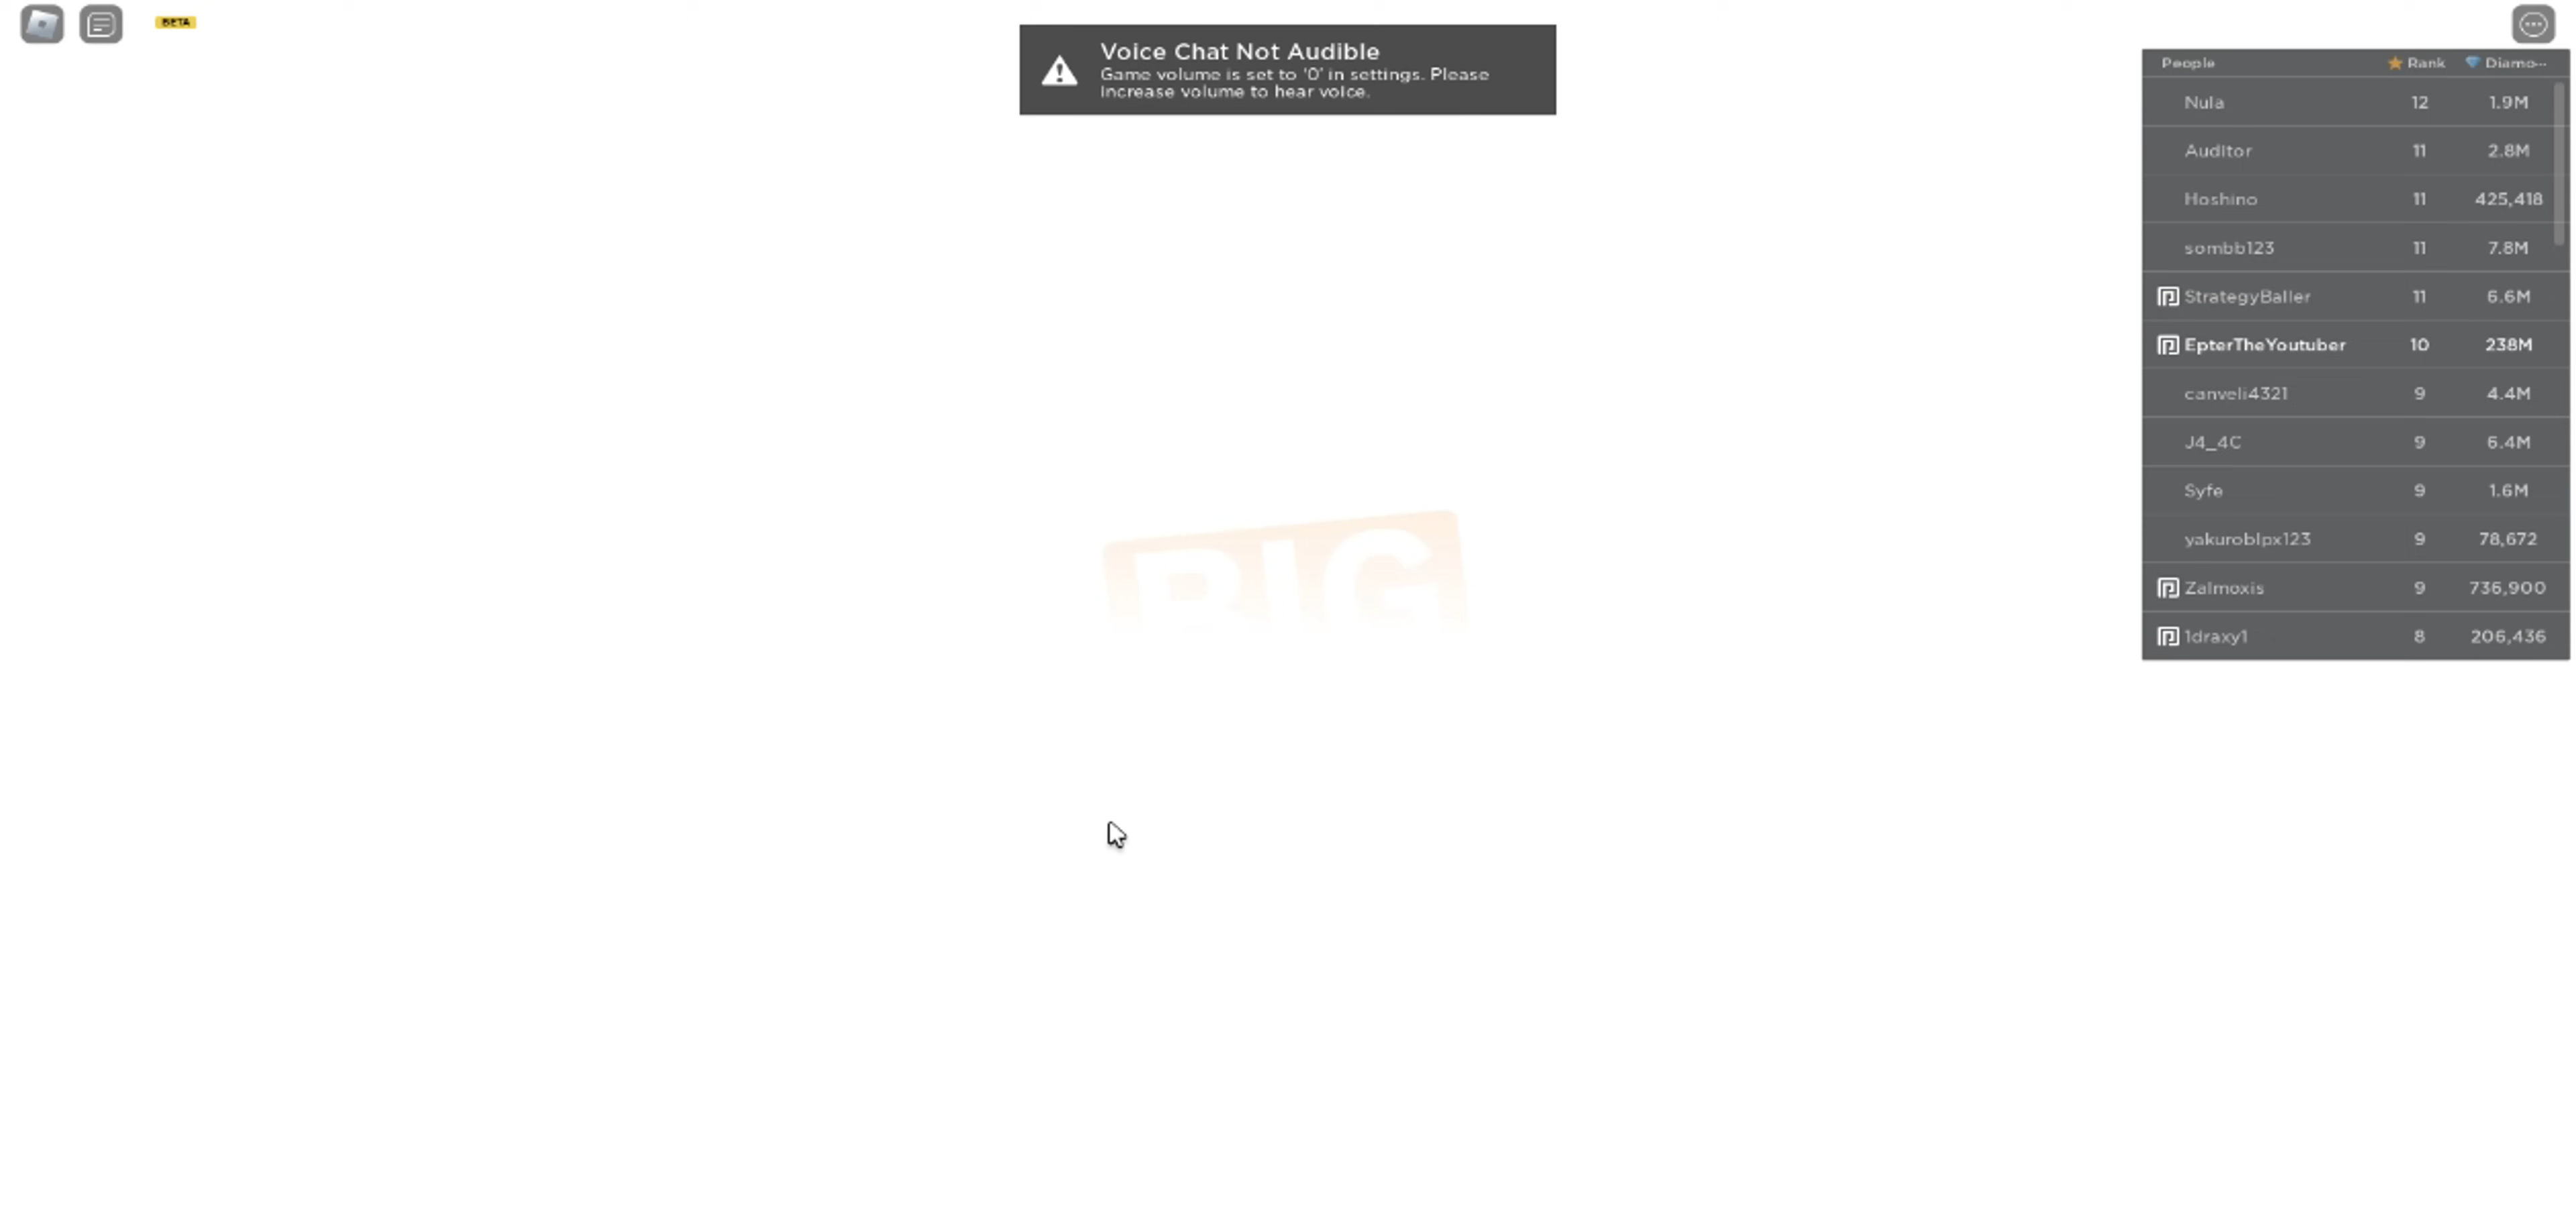 BETA
Voice Chat Not Audible
Game volume is set to '0' in settings. Please
increase volume to hear voice.
People Rank Diamo...
Nula 12 1.9M
Auditor 11 2.8M
Hoshino 11 425,418
sombb123 11 7.8M
StrategyBaller 11 6.6M
EpterTheYoutuber 10 238M
canveli4321 9 4.4M
J4_4C 9 6.4M
Syfe 9 1.6M
yakuroblpx123 9 78,672
Zalmoxis 9 736,900
1draxy1 8 206,436
BIG